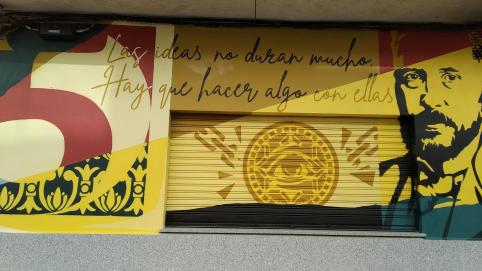 Las ideas no duran mucho.
Hay que hacer algo con ellas